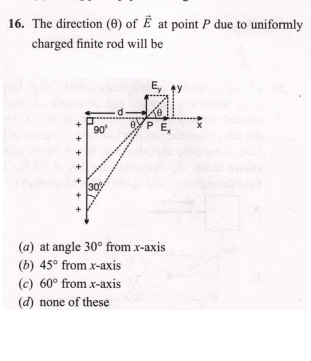 16. The direction (θ) of E⃗ at point P due to uniformly
charged finite rod will be
E_y y
d θ
90° θ P E_x x
+
+
+
+
+
+ 30°
+
+
(a) at angle 30° from x-axis
(b) 45° from x-axis
(c) 60° from x-axis
(d) none of these